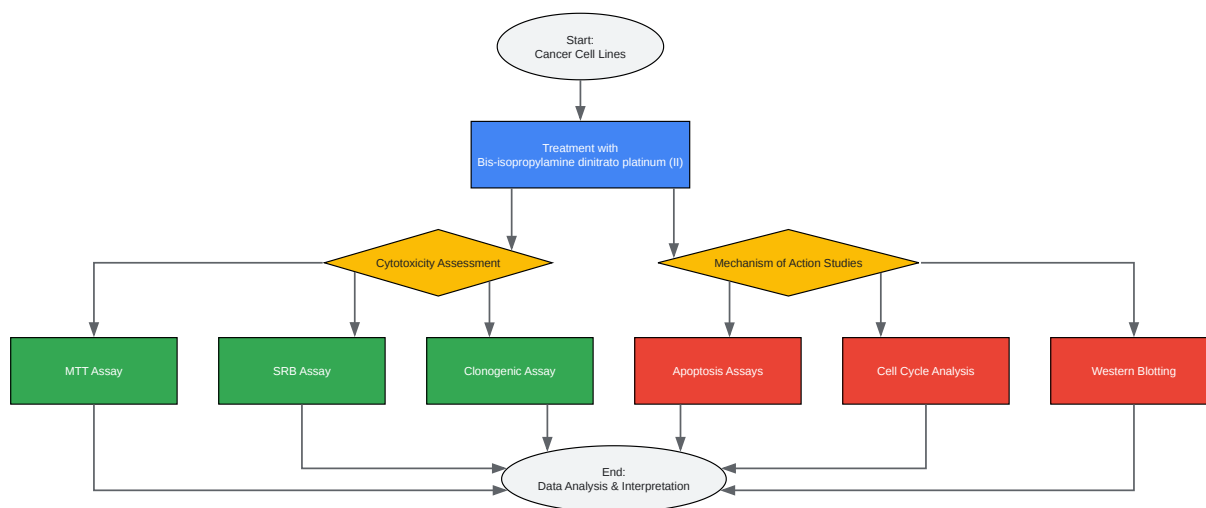 Start:
Cancer Cell Lines
Treatment with
Bis-isopropylamine dinitrato platinum (II)
Cytotoxicity Assessment
Mechanism of Action Studies
MTT Assay
SRB Assay
Clonogenic Assay
Apoptosis Assays
Cell Cycle Analysis
Western Blotting
End:
Data Analysis & Interpretation